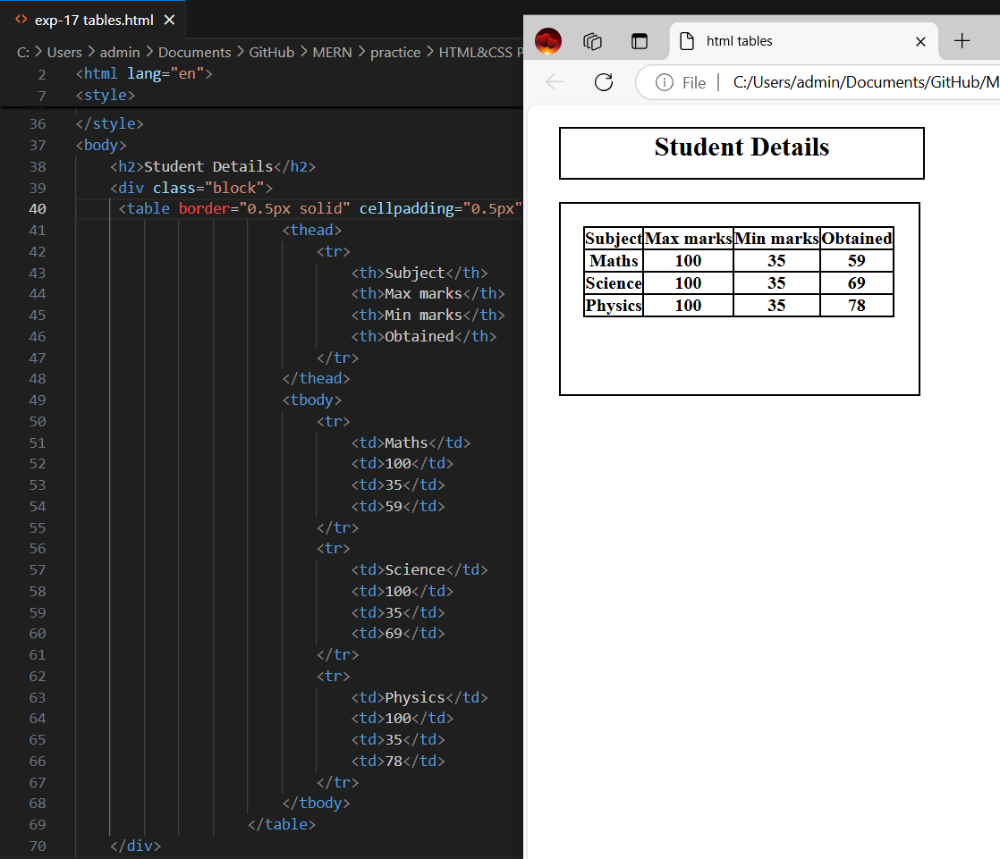 exp-17 tables.html
C: > Users > admin > Documents > GitHub > MERN > practice > HTML&CSS P
2 <html lang="en">
7 <style>
36 </style>
37 <body>
38 <h2>Student Details</h2>
39 <div class="block">
40 <table border="0.5px solid" cellpadding="0.5px"
41 <thead>
42 <tr>
43 <th>Subject</th>
44 <th>Max marks</th>
45 <th>Min marks</th>
46 <th>Obtained</th>
47 </tr>
48 </thead>
49 <tbody>
50 <tr>
51 <td>Maths</td>
52 <td>100</td>
53 <td>35</td>
54 <td>59</td>
55 </tr>
56 <tr>
57 <td>Science</td>
58 <td>100</td>
59 <td>35</td>
60 <td>69</td>
61 </tr>
62 <tr>
63 <td>Physics</td>
64 <td>100</td>
65 <td>35</td>
66 <td>78</td>
67 </tr>
68 </tbody>
69 </table>
70 </div>
html tables
File | C:/Users/admin/Documents/GitHub/M
Student Details
Subject Max marks Min marks Obtained
Maths 100 35 59
Science 100 35 69
Physics 100 35 78